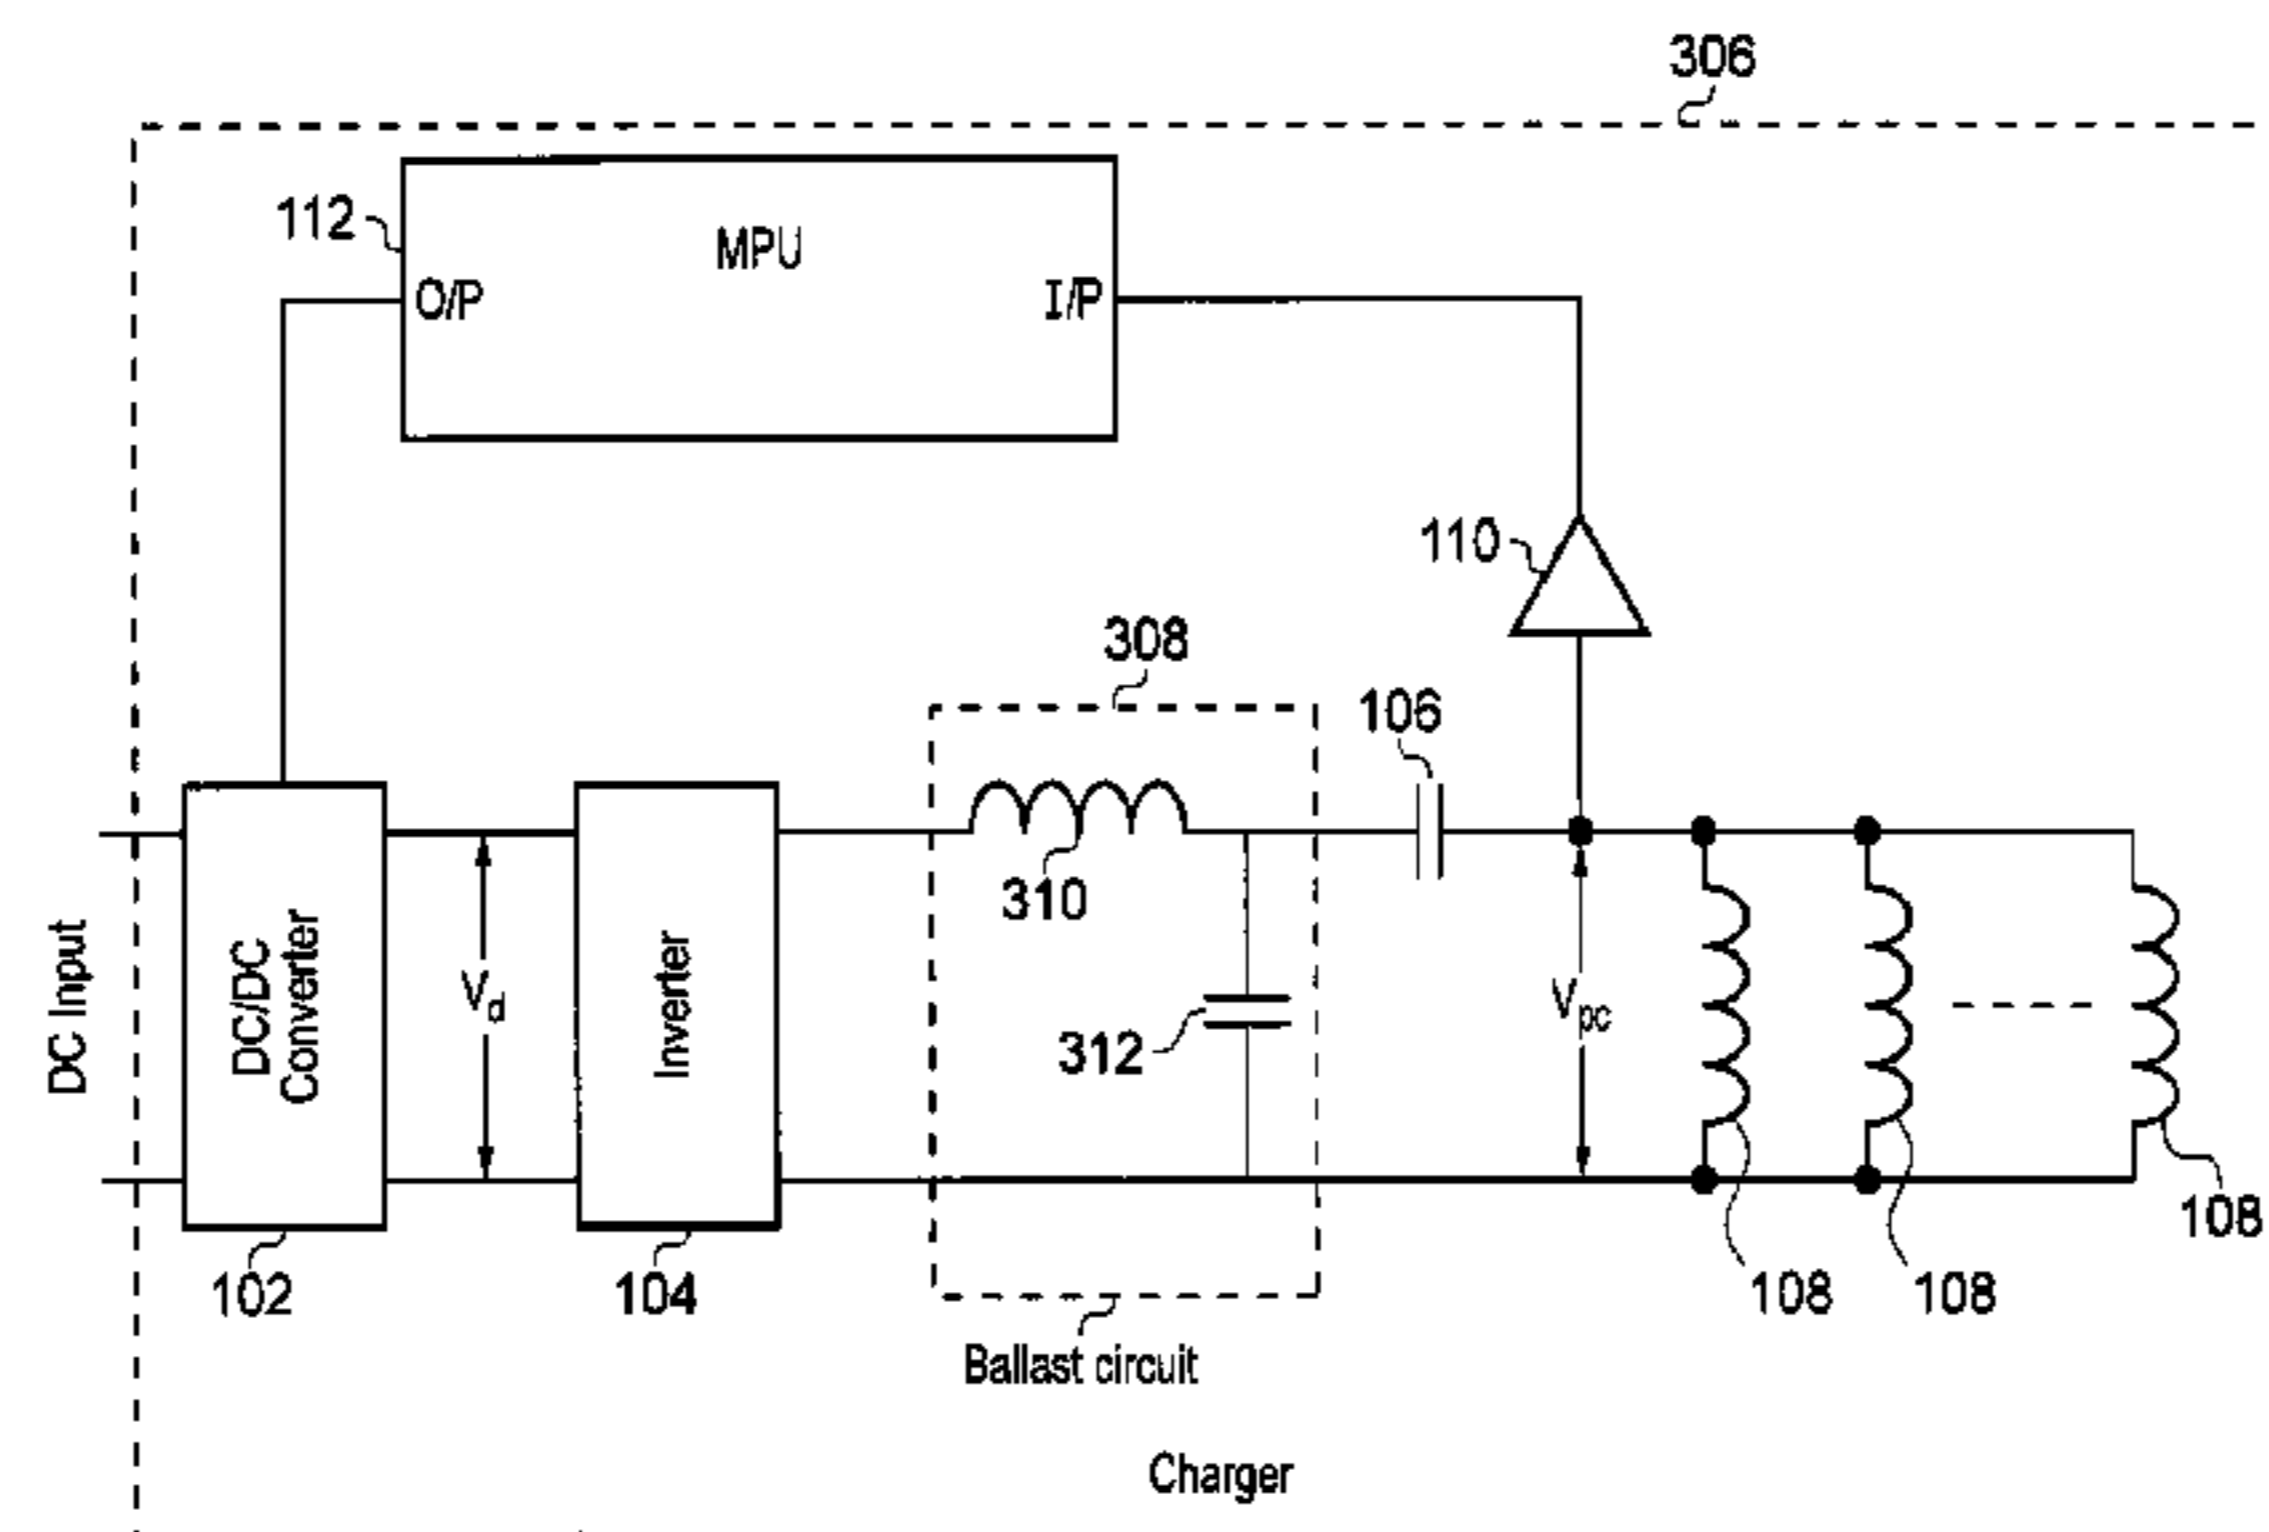 306
112
MPU
O/P
I/P
110
308
106
310
DC Input
DC/DC
Converter
Vd
Inverter
312
Vpc
108
102
104
108
108
Ballast circuit
Charger